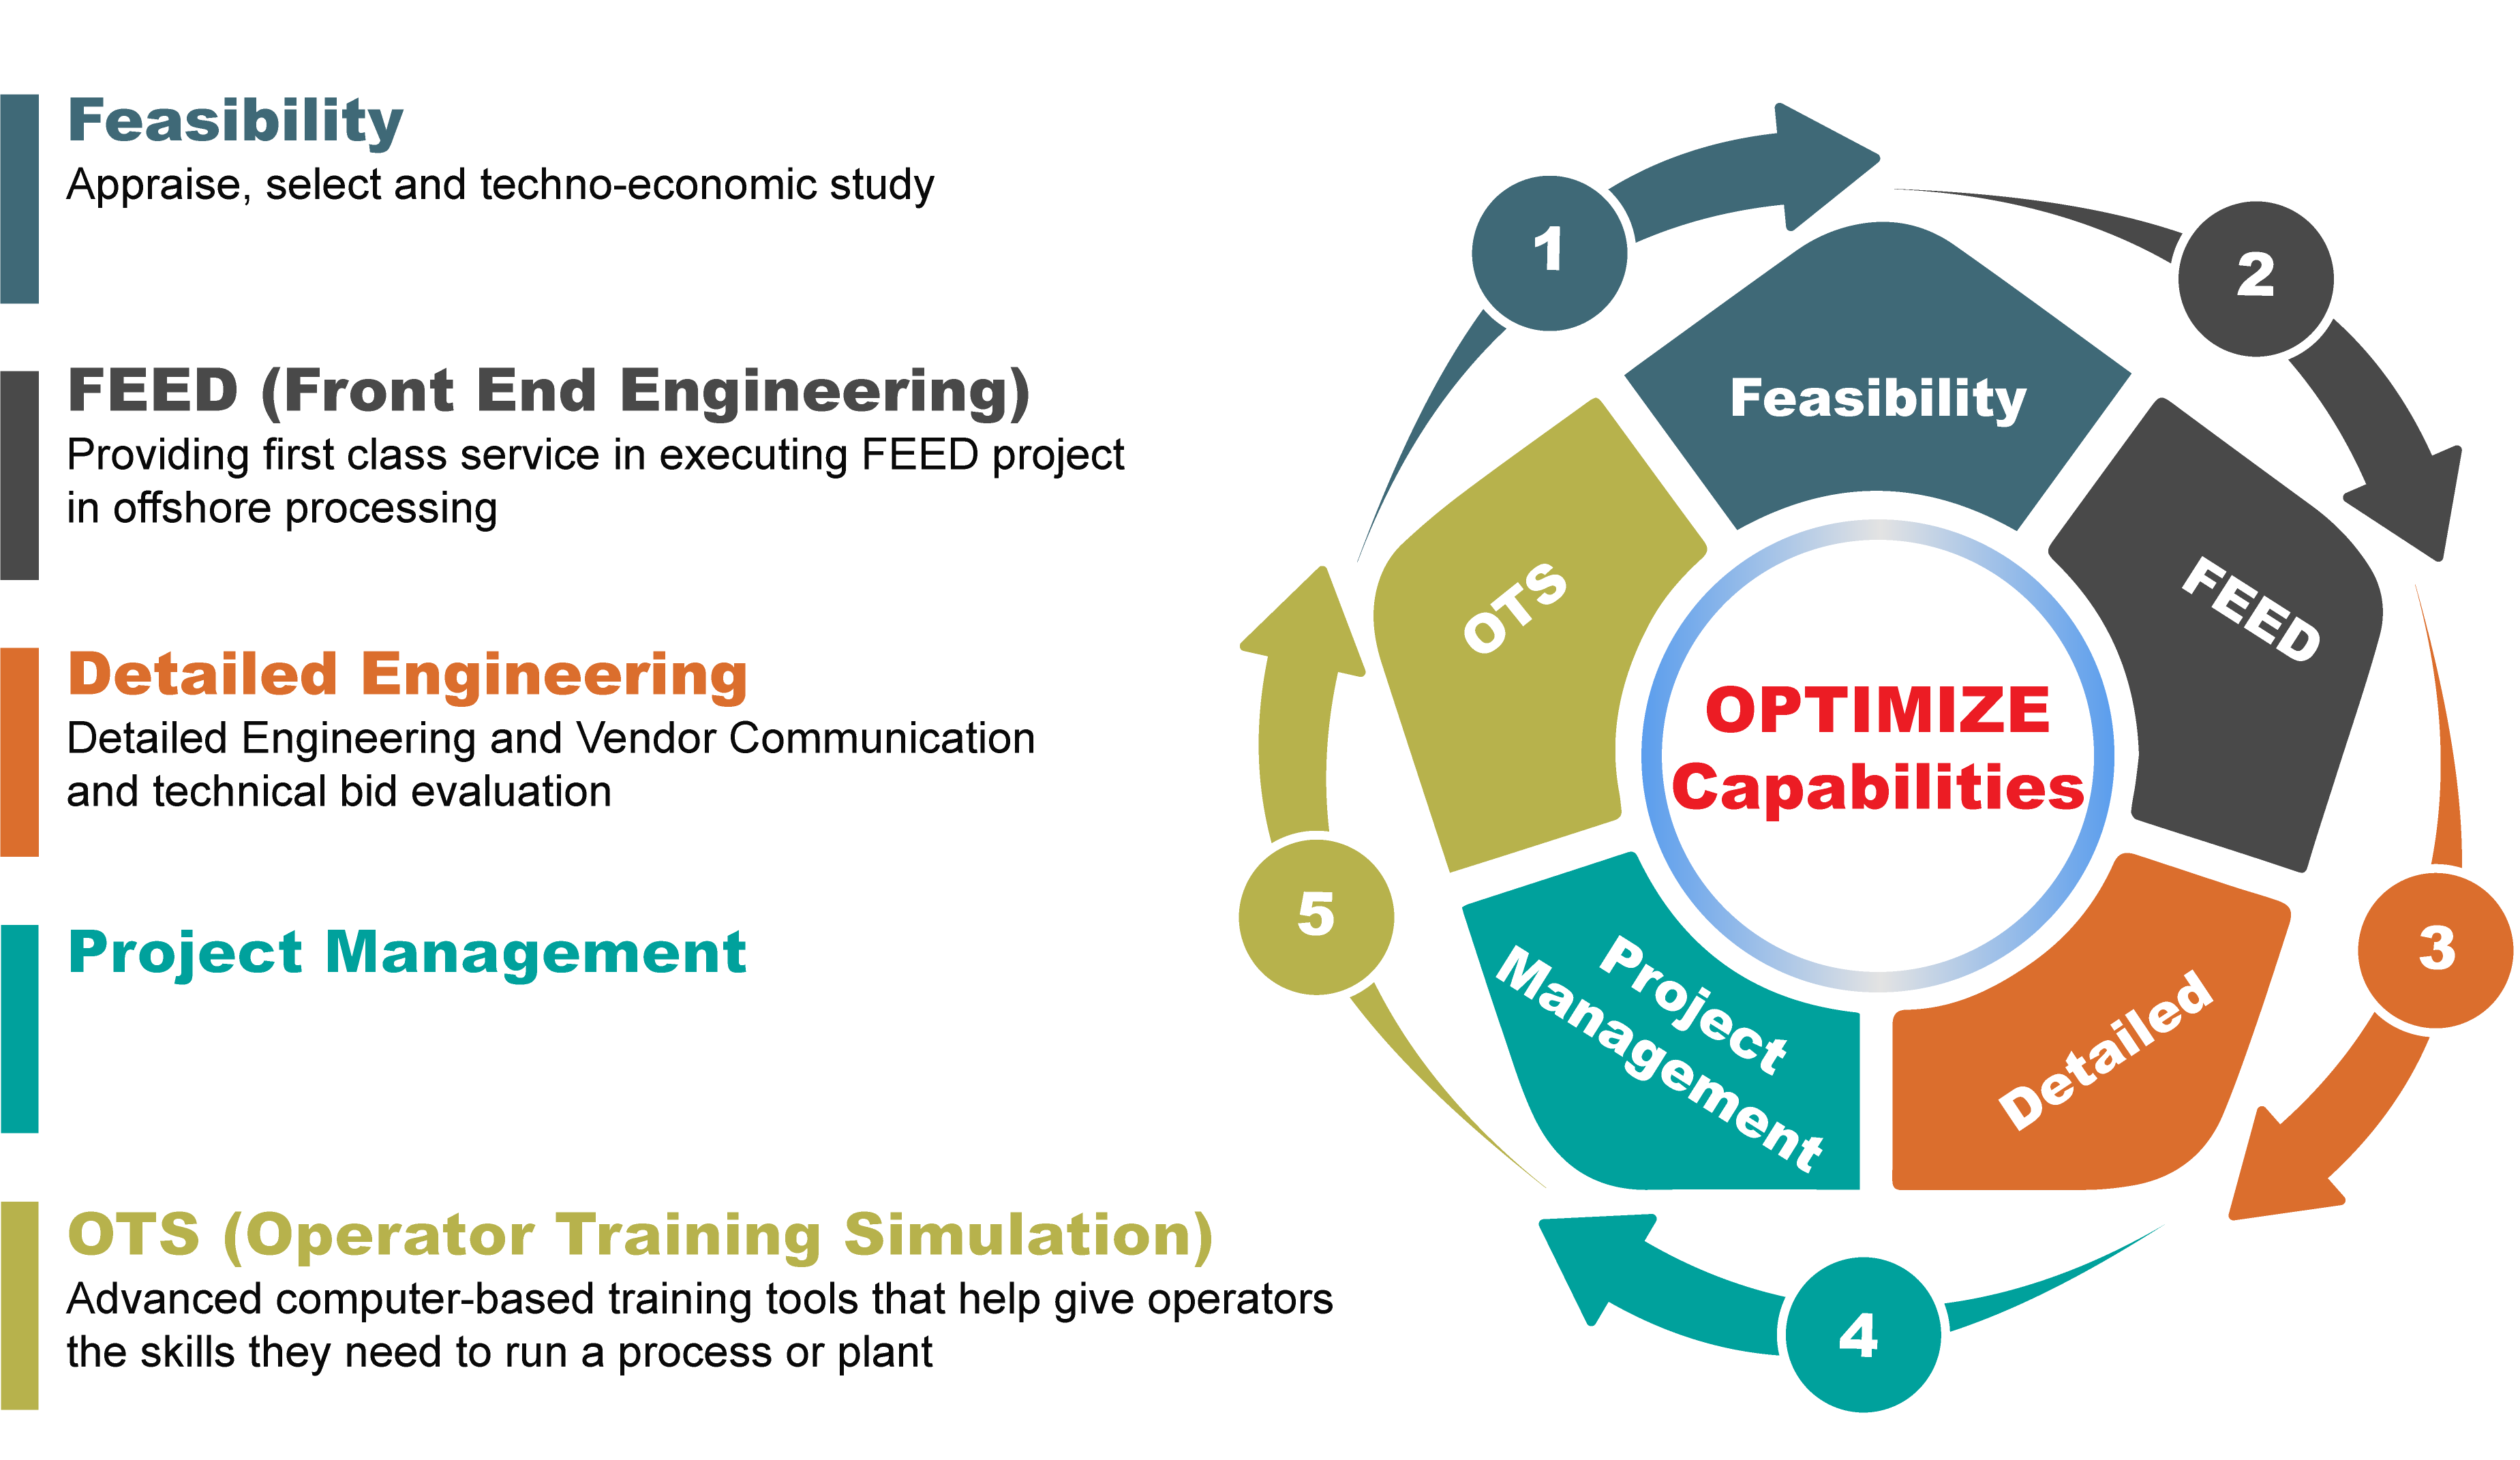 Feasibility
Appraise, select and techno-economic study
FEED (Front End Engineering)
Providing first class service in executing FEED project
in offshore processing
Detailed Engineering
Detailed Engineering and Vendor Communication
and technical bid evaluation
Project Management
OTS (Operator Training Simulation)
Advanced computer-based training tools that help give operators
the skills they need to run a process or plant
1
2
3
4
5
Feasibility
FEED
Detailed
Project
Management
OTS
OPTIMIZE
Capabilities